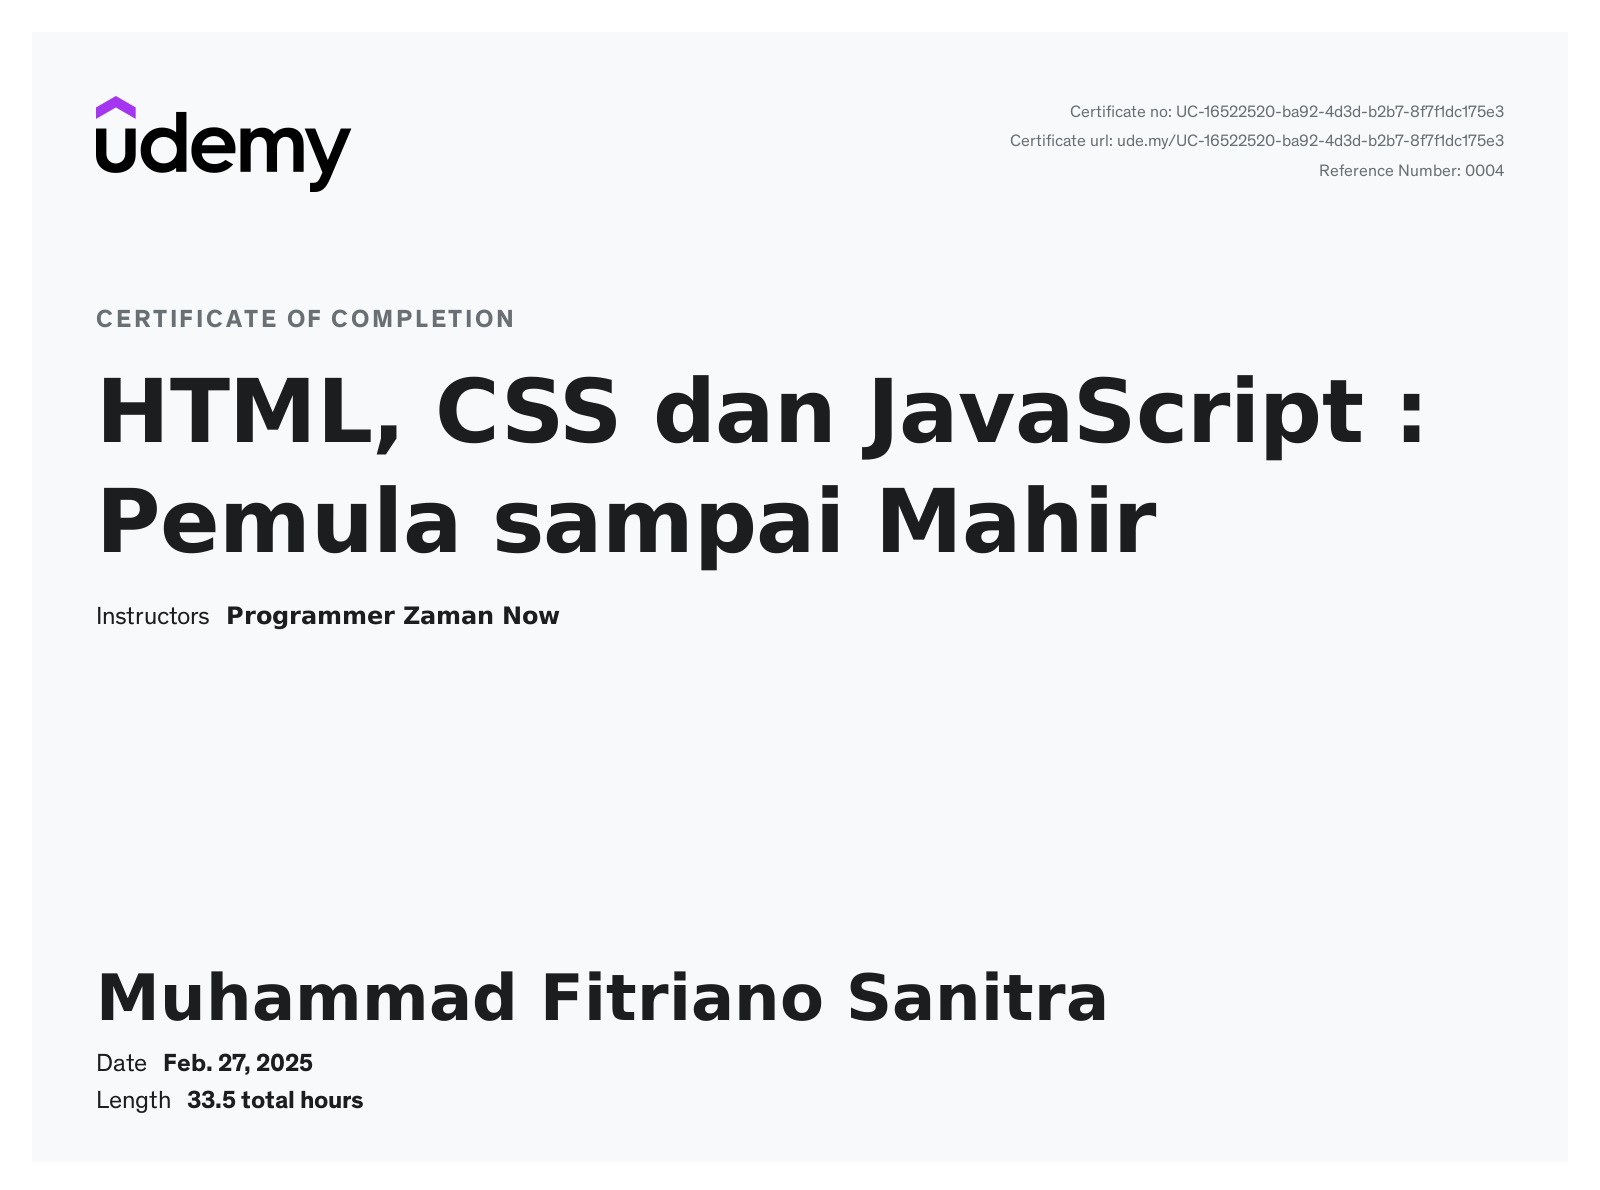 udemy
Certificate no: UC-16522520-ba92-4d3d-b2b7-8f7f1dc175e3
Certificate url: ude.my/UC-16522520-ba92-4d3d-b2b7-8f7f1dc175e3
Reference Number: 0004
CERTIFICATE OF COMPLETION
HTML, CSS dan JavaScript :
Pemula sampai Mahir
Instructors Programmer Zaman Now
Muhammad Fitriano Sanitra
Date Feb. 27, 2025
Length 33.5 total hours